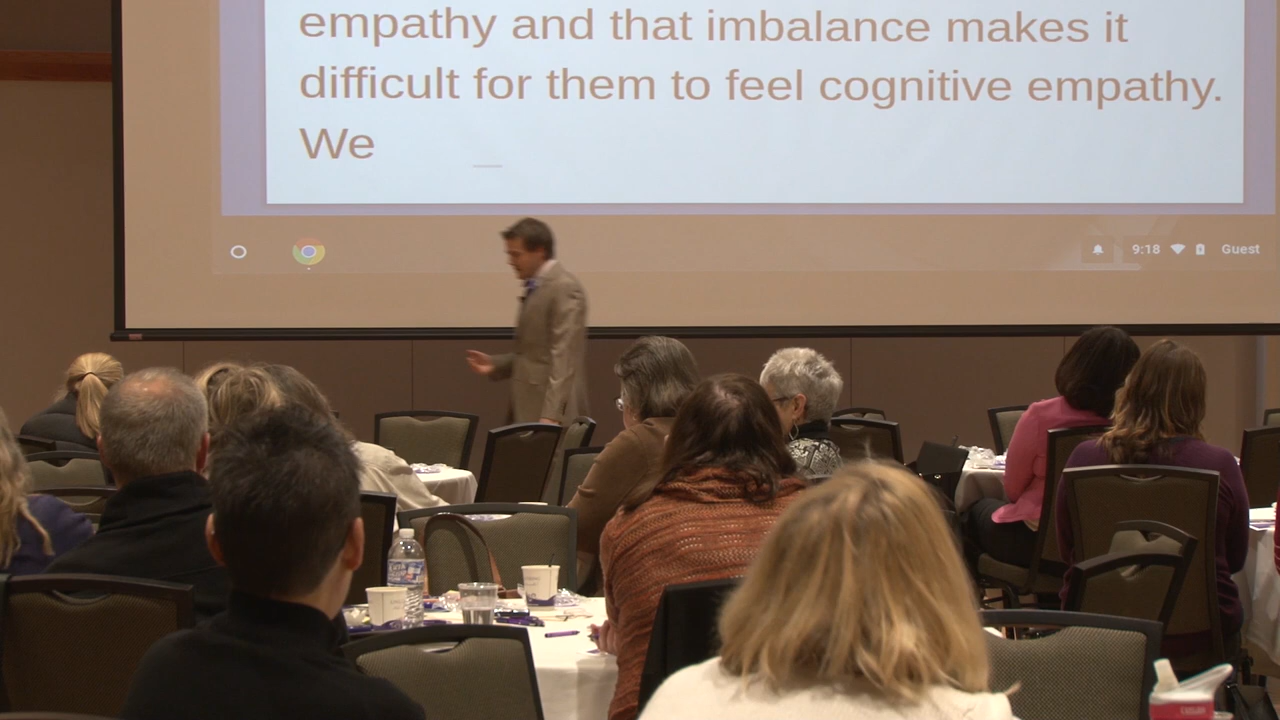 empathy and that imbalance makes it
difficult for them to feel cognitive empathy.
We
9:18
Guest